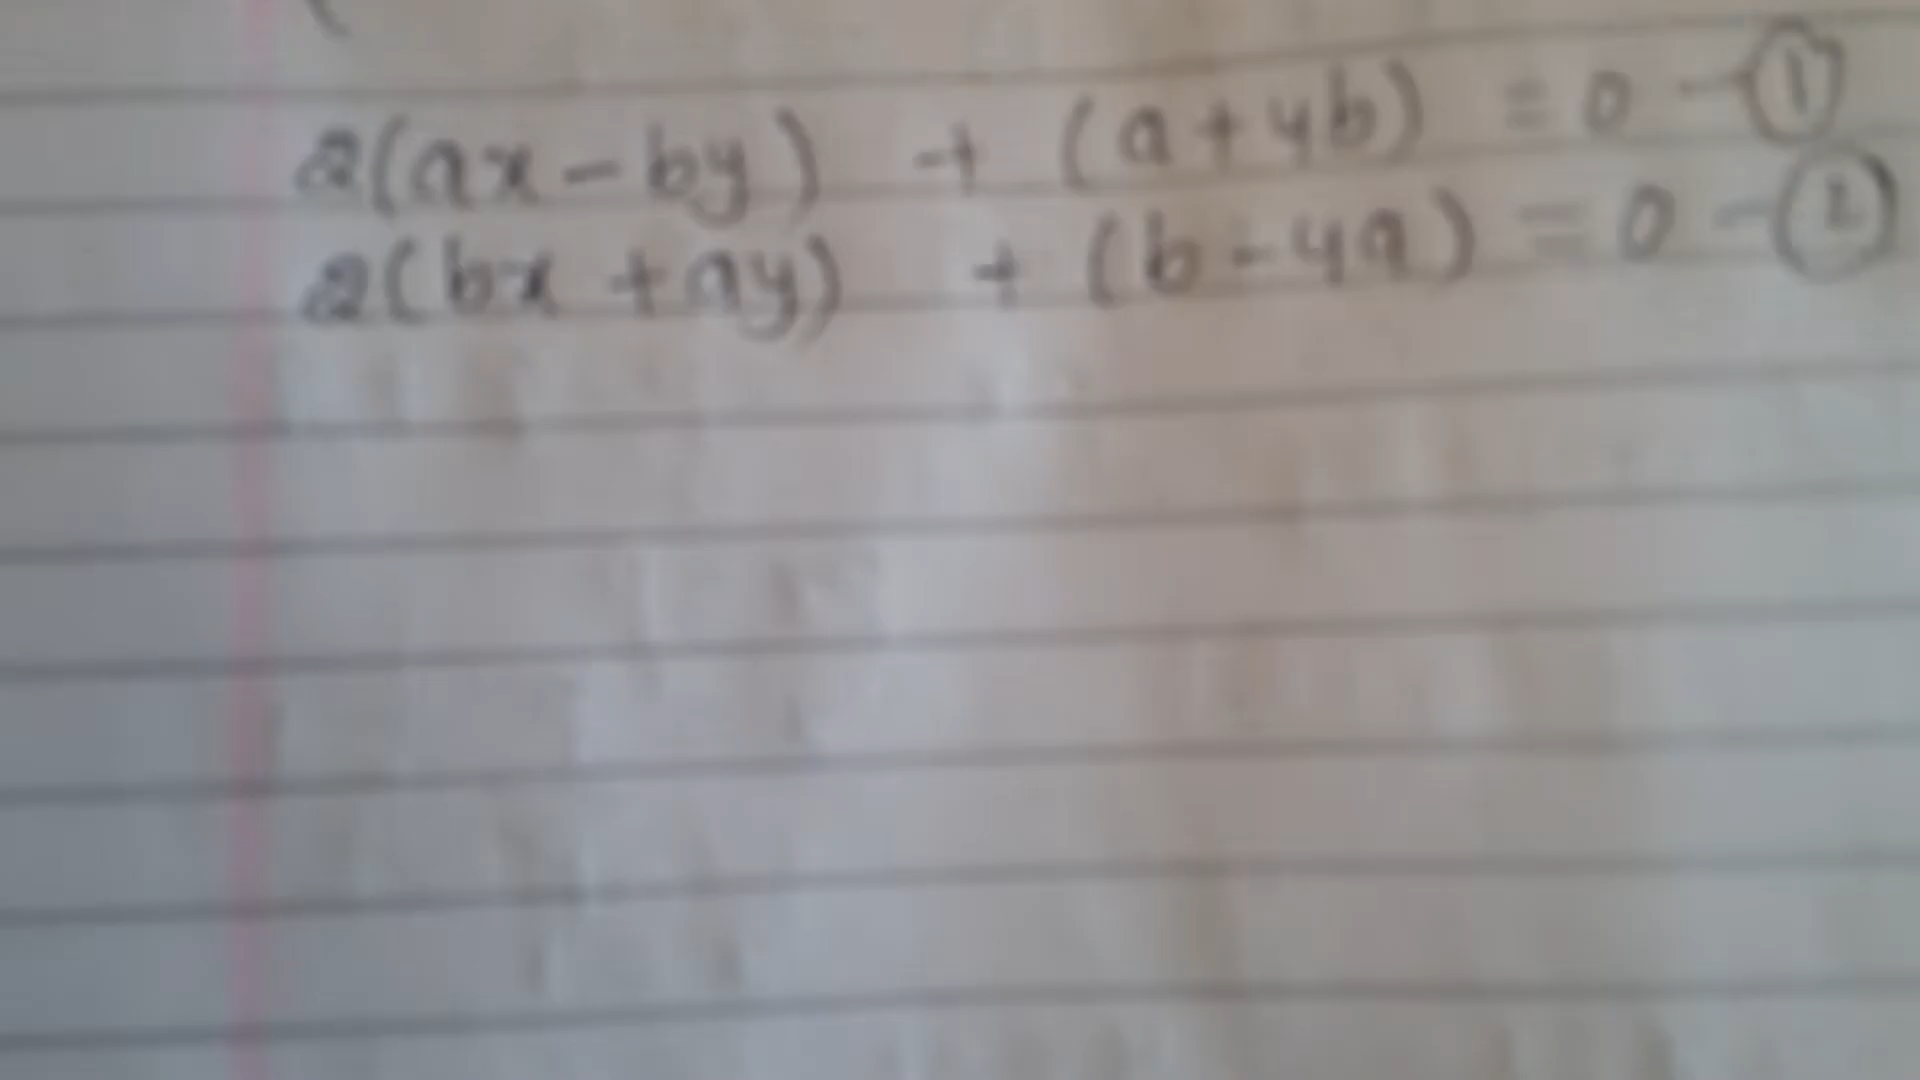 2(ax-by) + (a+4b) = 0 - ①
2(bx+ay) + (b-4a) = 0 - ②